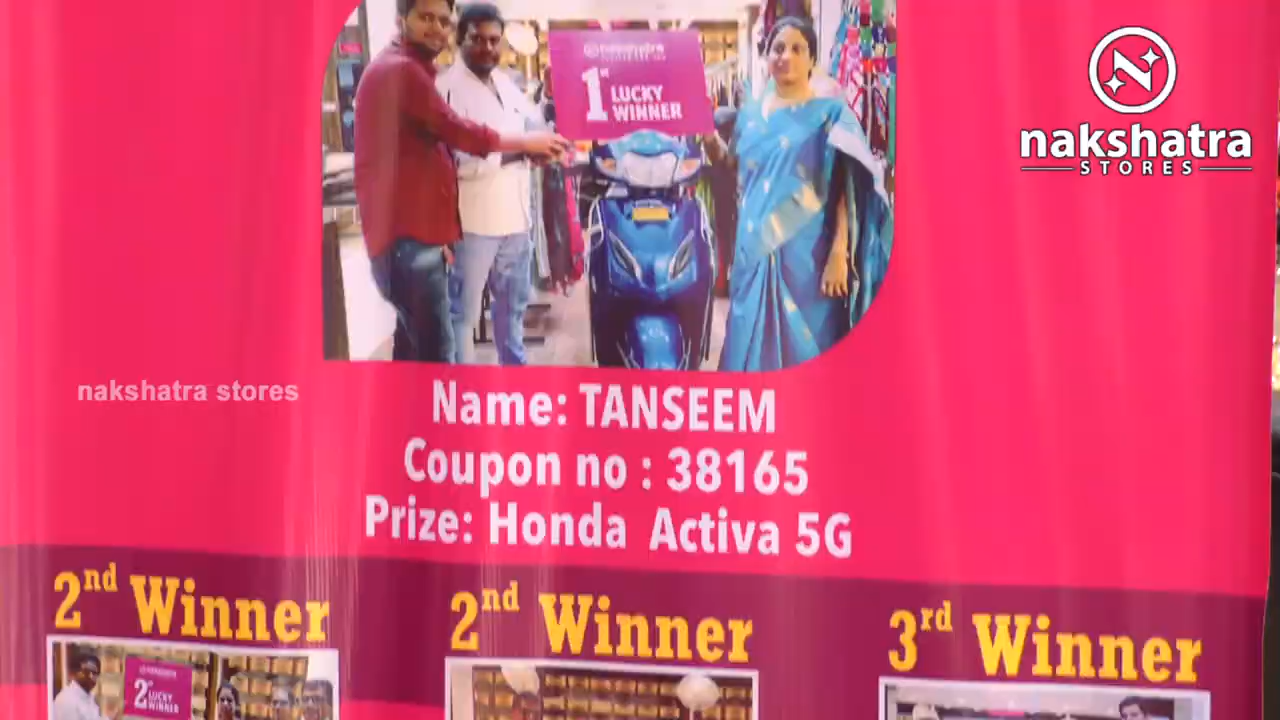 1st LUCKY
WINNER
nakshatra
STORES
nakshatra stores
Name: TANSEEM
Coupon no : 38165
Prize: Honda Activa 5G
2nd Winner
2nd Winner
3rd Winner
2nd LUCKY
WINNER